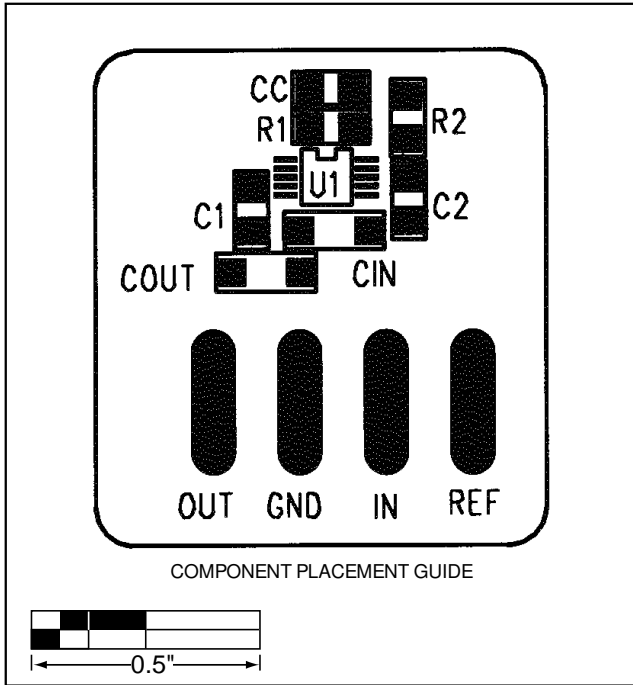 CC
R1
R2
U1
C1
C2
COUT
CIN
OUT GND IN REF
COMPONENT PLACEMENT GUIDE
0.5"